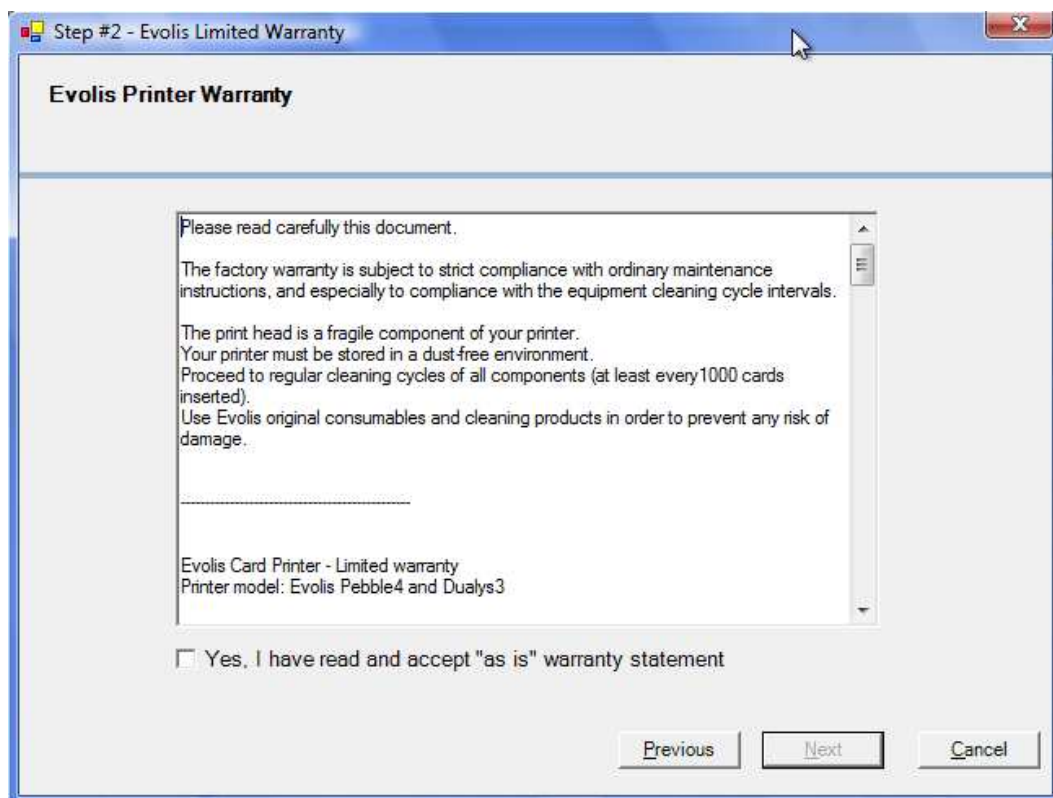 Step #2 - Evolis Limited Warranty
Evolis Printer Warranty
Please read carefully this document.
The factory warranty is subject to strict compliance with ordinary maintenance
instructions, and especially to compliance with the equipment cleaning cycle intervals.
The print head is a fragile component of your printer.
Your printer must be stored in a dust-free environment.
Proceed to regular cleaning cycles of all components (at least every1000 cards
inserted).
Use Evolis original consumables and cleaning products in order to prevent any risk of
damage.
----------------------------------------------
Evolis Card Printer - Limited warranty
Printer model: Evolis Pebble4 and Dualys3
Yes, I have read and accept "as is" warranty statement
Previous Next Cancel